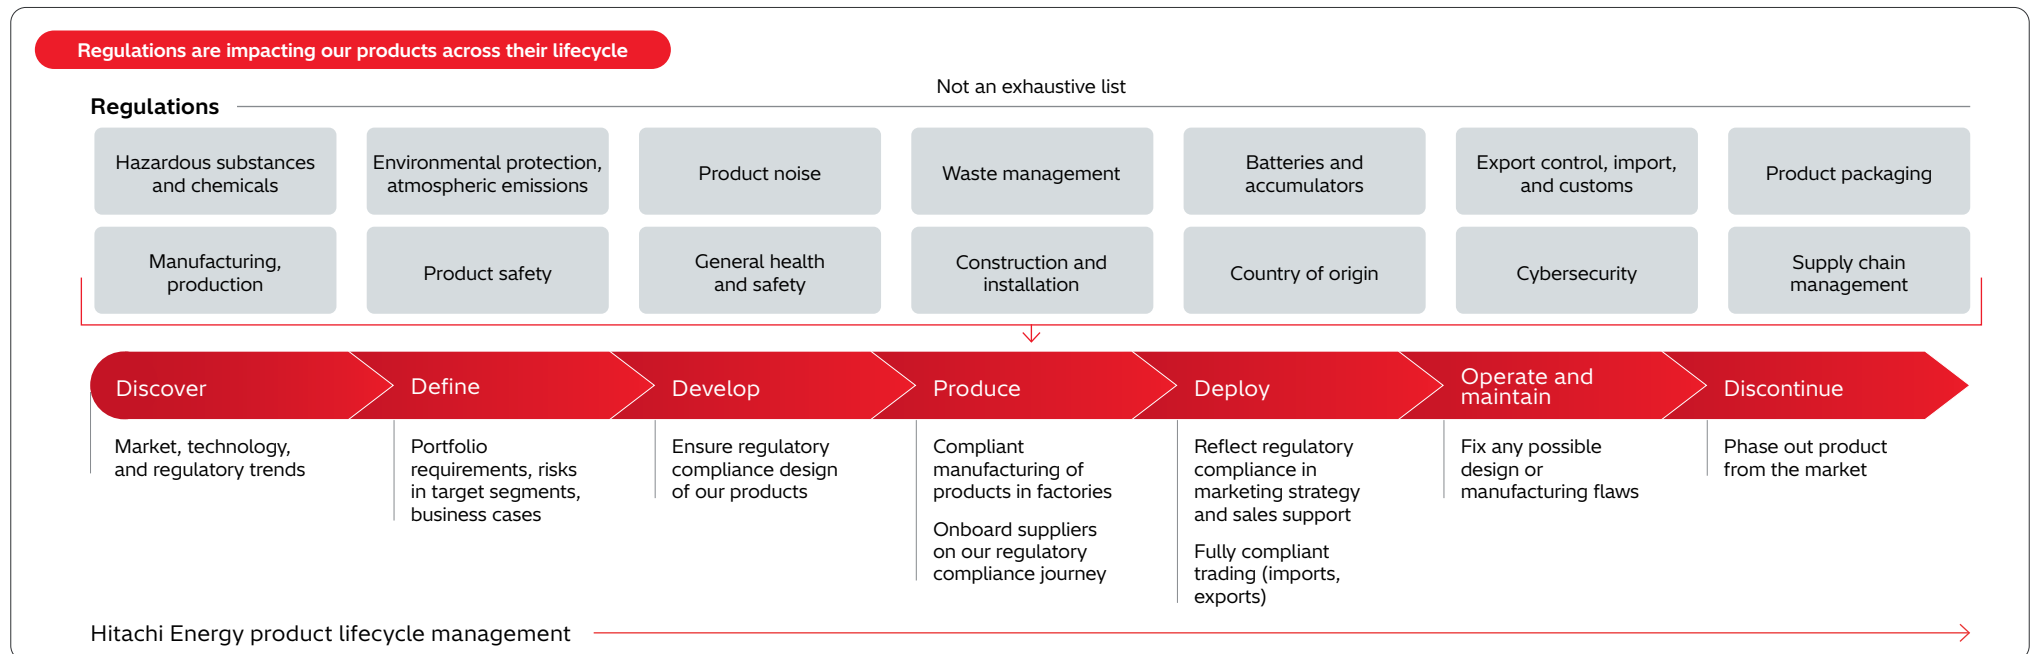 Regulations are impacting our products across their lifecycle
Not an exhaustive list
Regulations
Hazardous substances
and chemicals
Environmental protection,
atmospheric emissions
Product noise
Waste management
Batteries and
accumulators
Export control, import,
and customs
Product packaging
Manufacturing,
production
Product safety
General health
and safety
Construction and
installation
Country of origin
Cybersecurity
Supply chain
management
Discover
Market, technology,
and regulatory trends
Define
Portfolio
requirements, risks
in target segments,
business cases
Develop
Ensure regulatory
compliance design
of our products
Produce
Compliant
manufacturing of
products in factories
Onboard suppliers
on our regulatory
compliance journey
Deploy
Reflect regulatory
compliance in
marketing strategy
and sales support
Fully compliant
trading (imports,
exports)
Operate and
maintain
Fix any possible
design or
manufacturing flaws
Discontinue
Phase out product
from the market
Hitachi Energy product lifecycle management